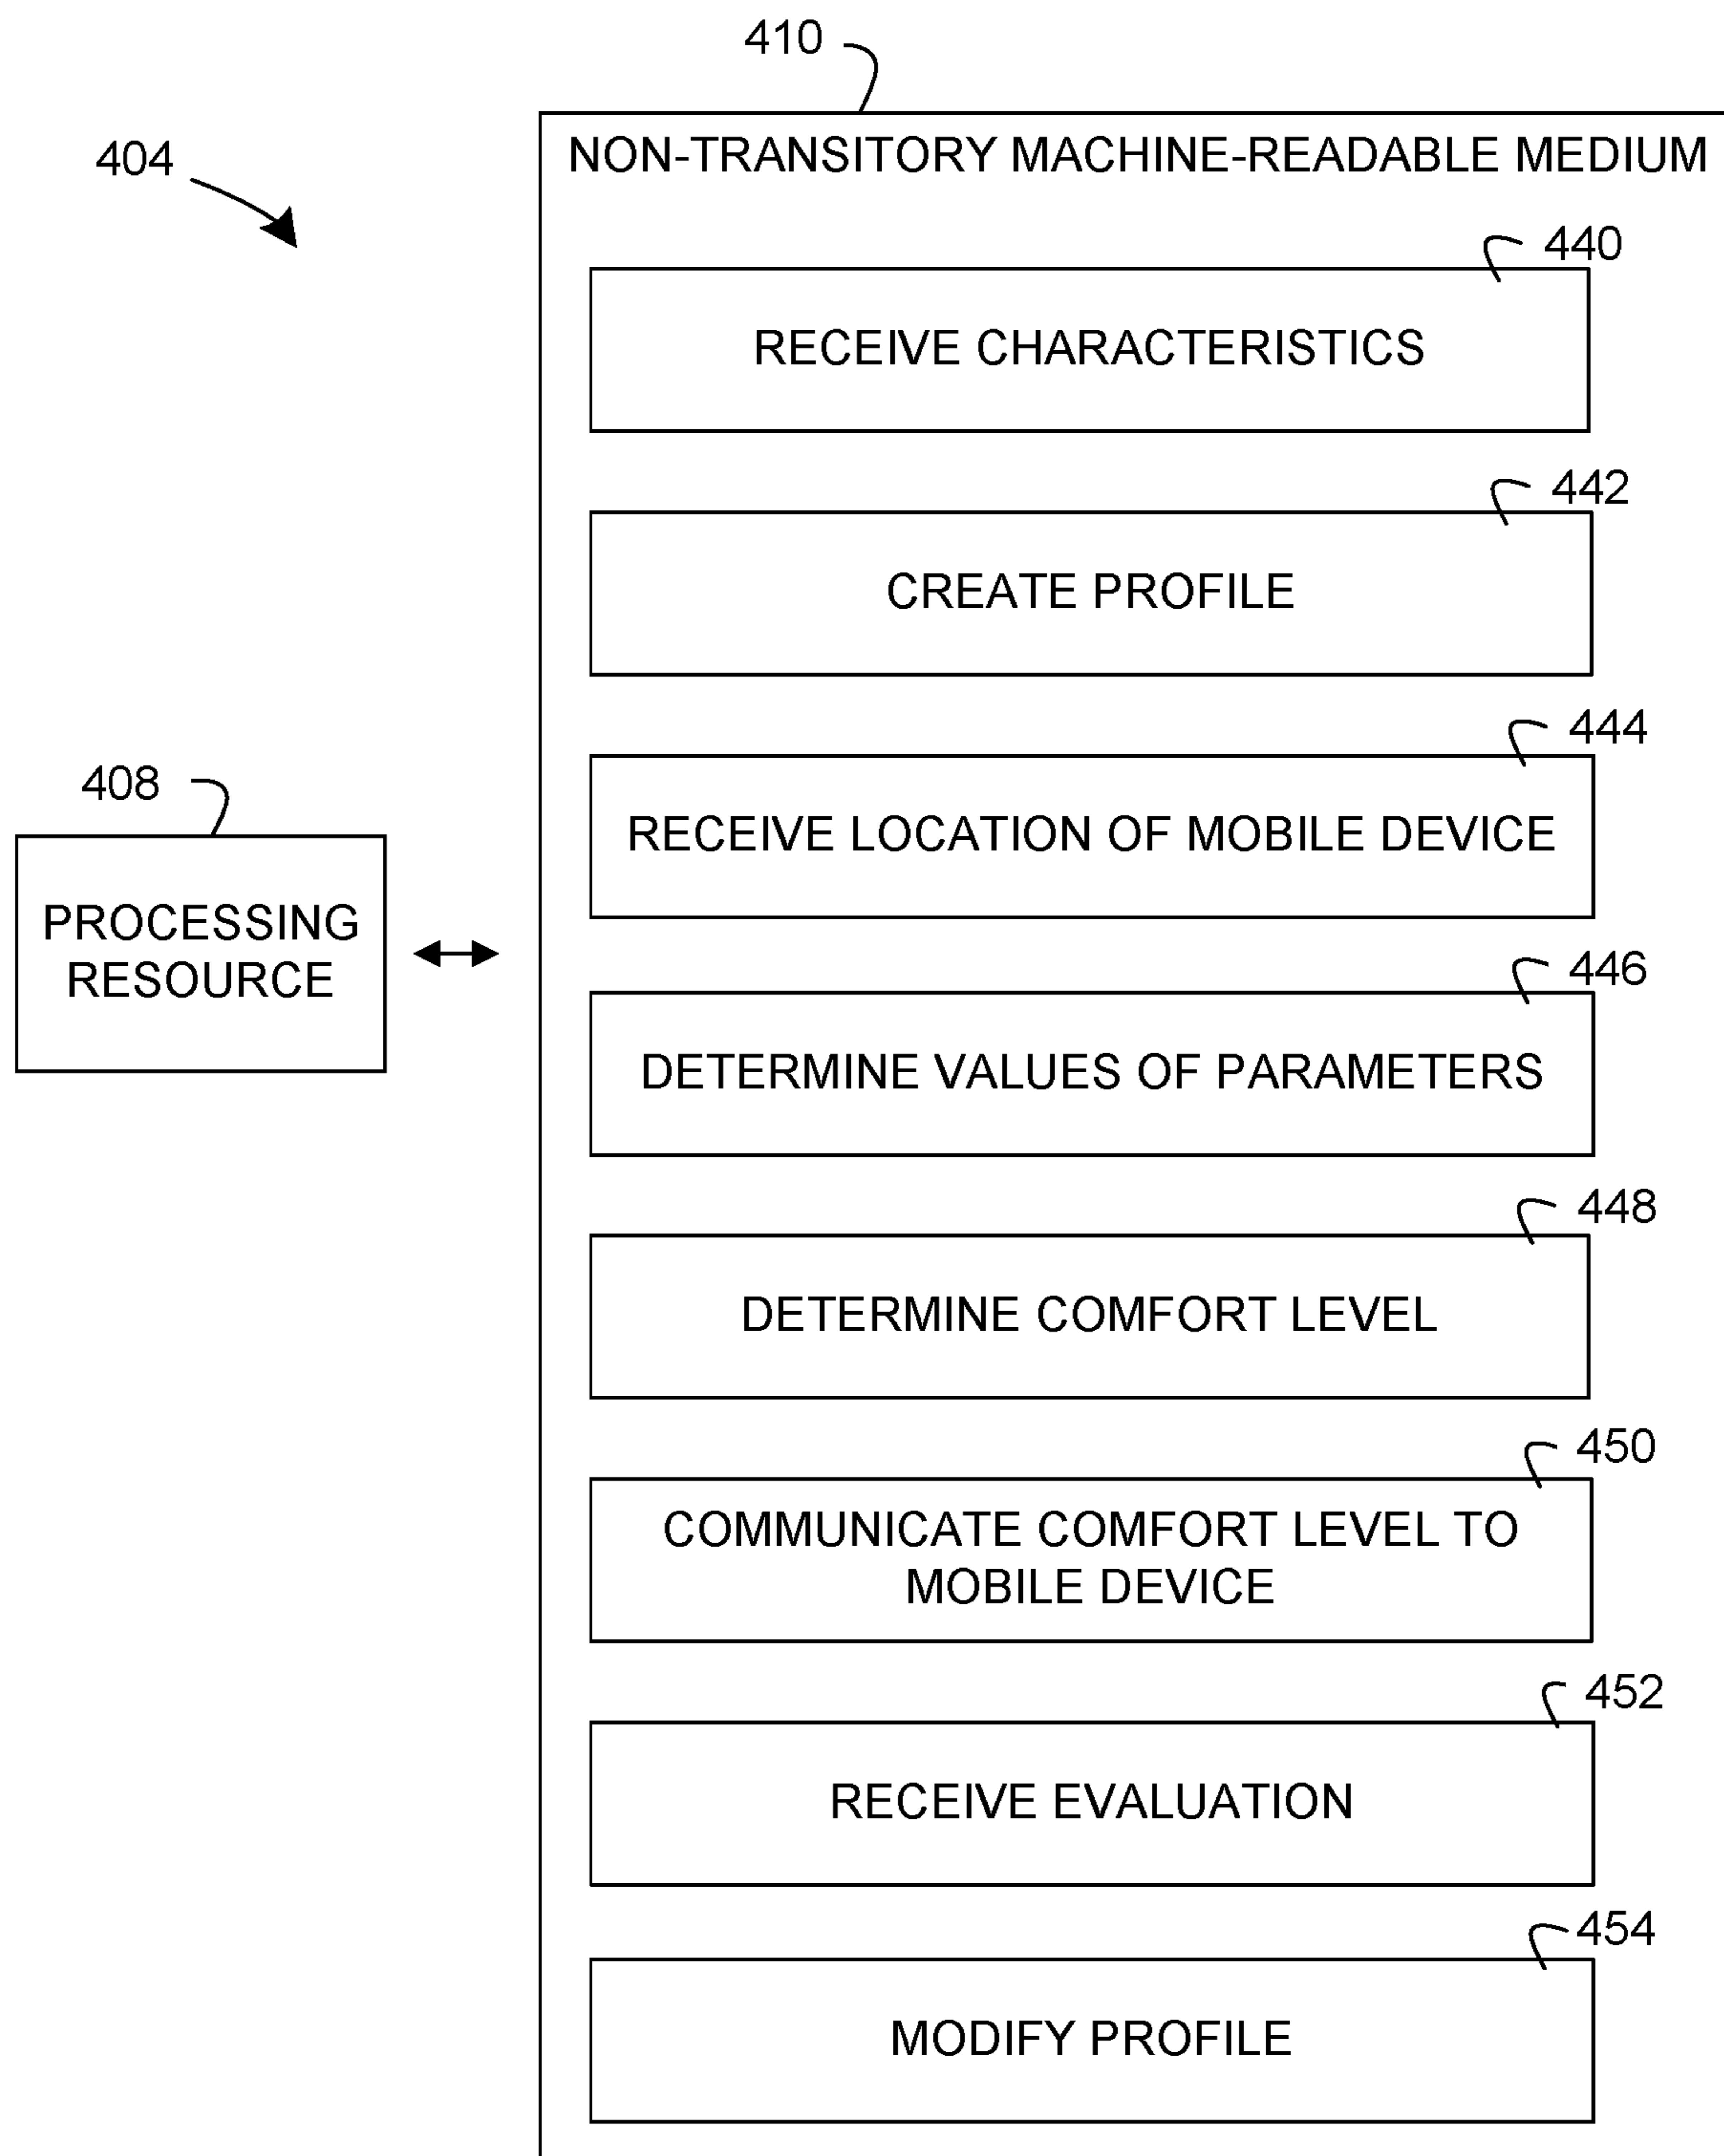 410
404
NON-TRANSITORY MACHINE-READABLE MEDIUM
440
RECEIVE CHARACTERISTICS
442
CREATE PROFILE
444
RECEIVE LOCATION OF MOBILE DEVICE
408
PROCESSING
RESOURCE
446
DETERMINE VALUES OF PARAMETERS
448
DETERMINE COMFORT LEVEL
450
COMMUNICATE COMFORT LEVEL TO
MOBILE DEVICE
452
RECEIVE EVALUATION
454
MODIFY PROFILE